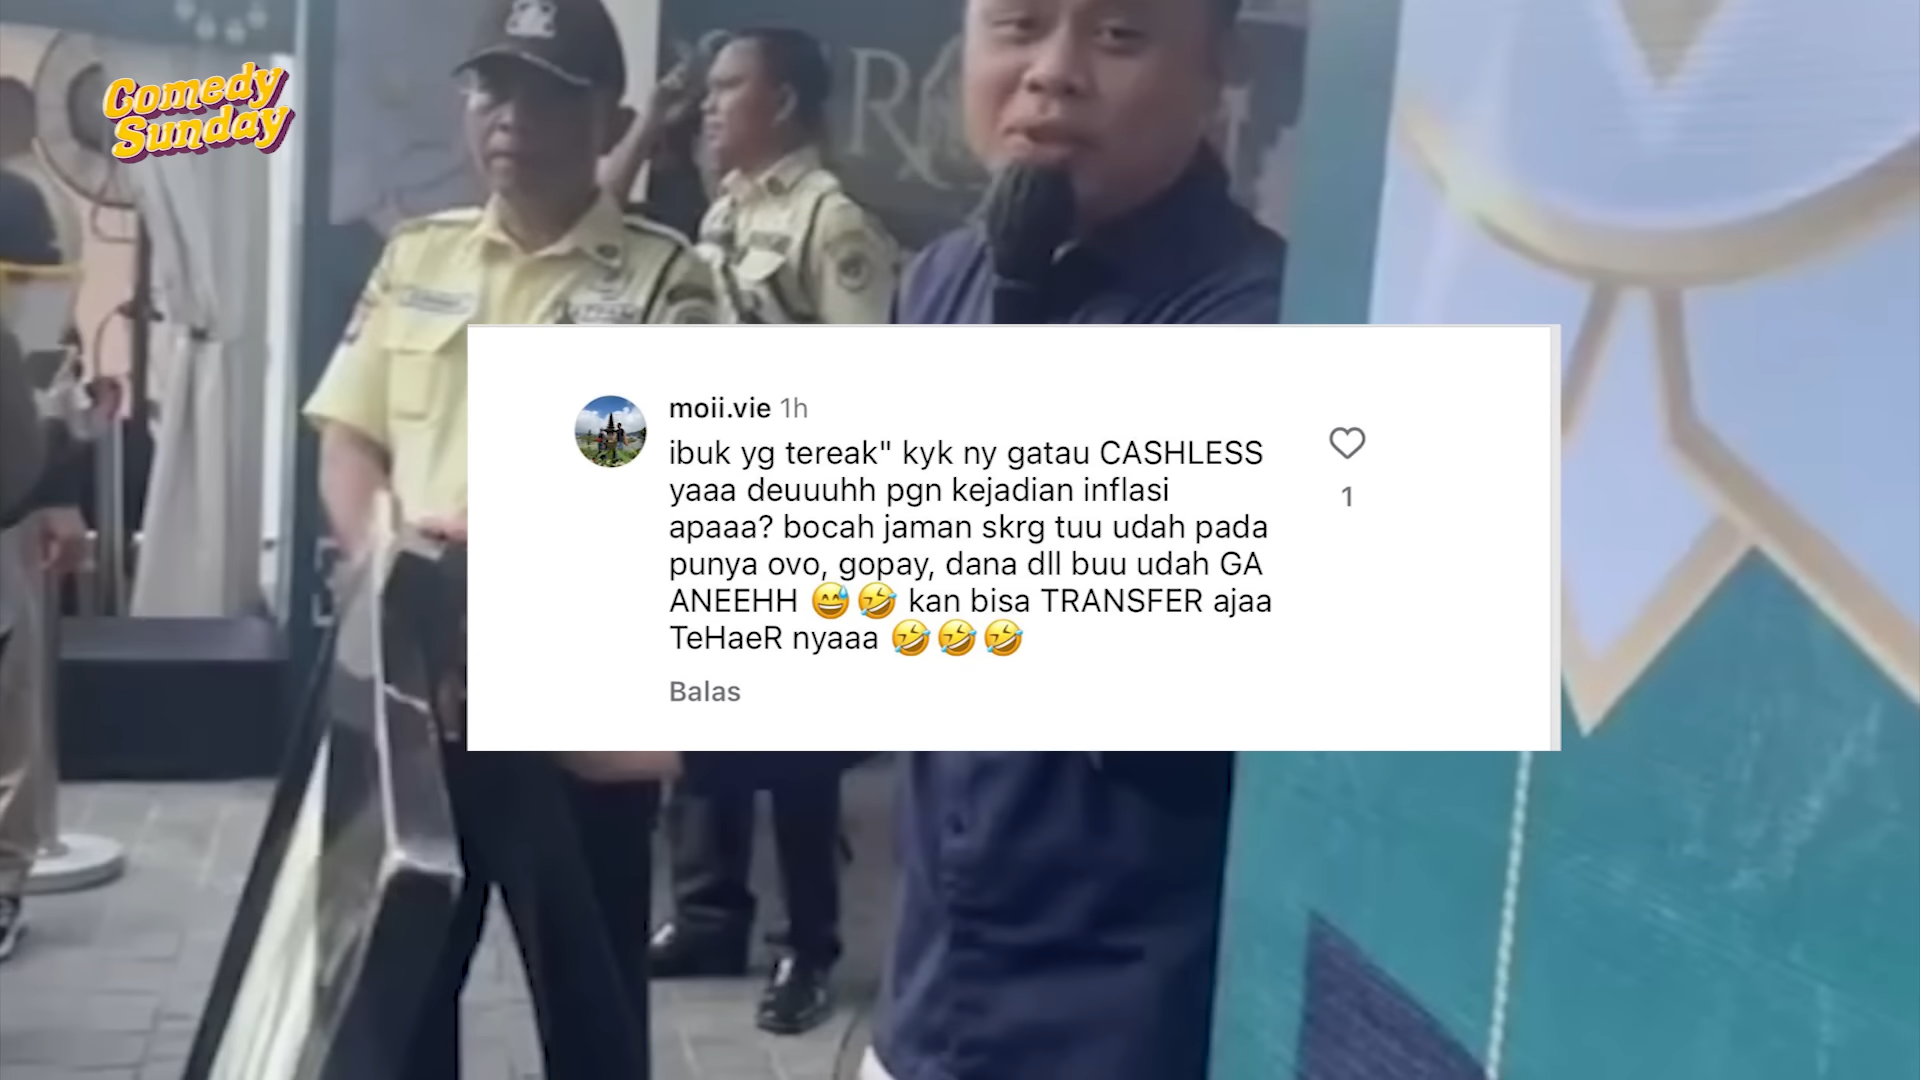 Comedy
Sunday
moii.vie 1h
ibuk yg tereak" kyk ny gatau CASHLESS
yaaa deuuuhh pgn kejadian inflasi
apaaa? bocah jaman skrg tuu udah pada
punya ovo, gopay, dana dll buu udah GA
ANEEHH 😅🤣 kan bisa TRANSFER ajaa
TeHaeR nyaaa 🤣🤣🤣
1
Balas